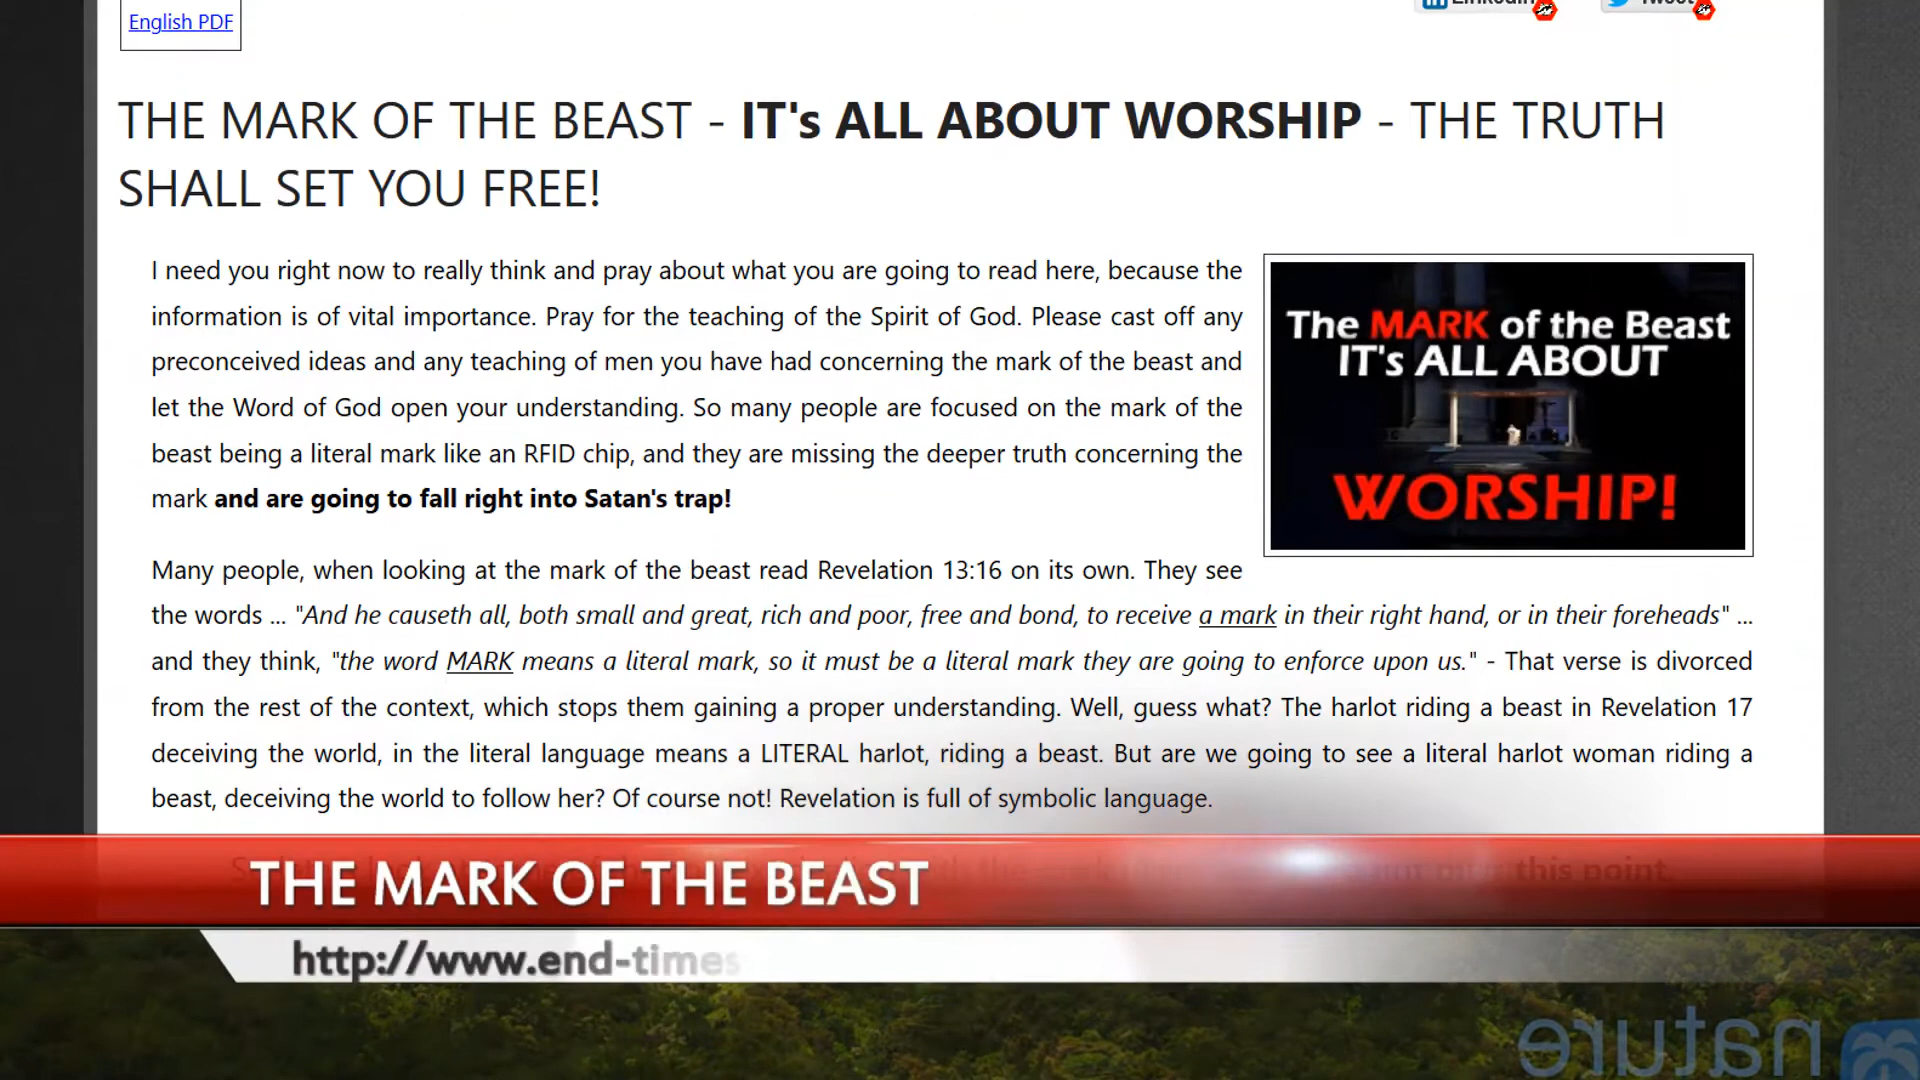 English PDF
THE MARK OF THE BEAST - IT's ALL ABOUT WORSHIP - THE TRUTH
SHALL SET YOU FREE!
I need you right now to really think and pray about what you are going to read here, because the
information is of vital importance. Pray for the teaching of the Spirit of God. Please cast off any
preconceived ideas and any teaching of men you have had concerning the mark of the beast and
let the Word of God open your understanding. So many people are focused on the mark of the
beast being a literal mark like an RFID chip, and they are missing the deeper truth concerning the
mark and are going to fall right into Satan's trap!
The MARK of the Beast
IT's ALL ABOUT
WORSHIP!
Many people, when looking at the mark of the beast read Revelation 13:16 on its own. They see
the words ... "And he causeth all, both small and great, rich and poor, free and bond, to receive a mark in their right hand, or in their foreheads" ...
and they think, "the word MARK means a literal mark, so it must be a literal mark they are going to enforce upon us." - That verse is divorced
from the rest of the context, which stops them gaining a proper understanding. Well, guess what? The harlot riding a beast in Revelation 17
deceiving the world, in the literal language means a LITERAL harlot, riding a beast. But are we going to see a literal harlot woman riding a
beast, deceiving the world to follow her? Of course not! Revelation is full of symbolic language.
this point.
THE MARK OF THE BEAST
http://www.end-times
nature